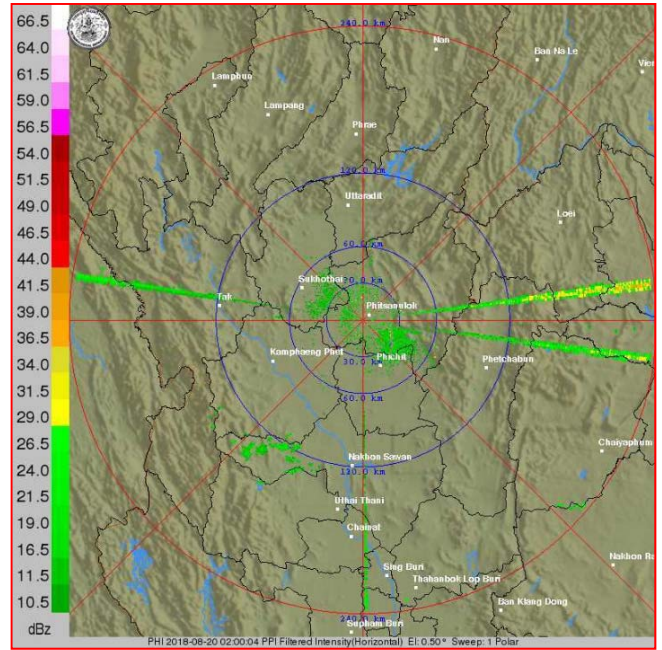 66.5
64.0
61.5
59.0
56.5
54.0
51.5
49.0
46.5
44.0
41.5
39.0
36.5
34.0
31.5
29.0
26.5
24.0
21.5
19.0
16.5
11.5
10.5
dBz
240.0 km
Nan
Ban Na Le
Lamphun
Lampang
Phrae
120.0 km
Uttaradit
Loei
60.0 km
Sukhothai
Tak
Phitsanulok
Kamphaeng Phet
Phichit
30.0 km
Phetchabun
60.0 km
Chaiyaphum
Nakhon Sawan
120.0 km
Uthai Thani
Chainat
Sing Buri
Thahanbok Lop Buri
Ban Klang Dong
240.0 km
Suphan Buri
PHI 2018-08-20 02:00:04 PPI Filtered Intensity(Horizontal) El: 0.50° Sweep: 1 Polar